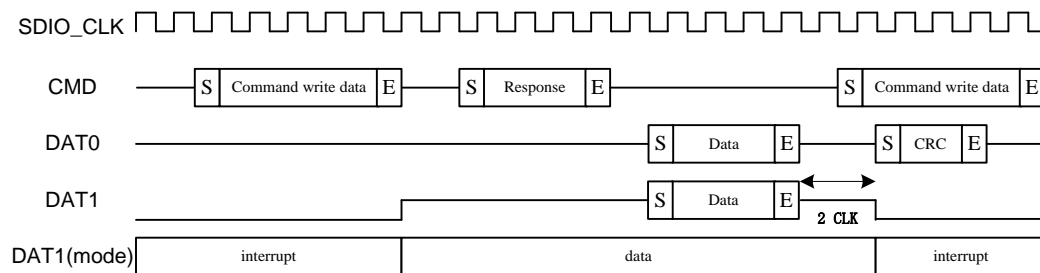 SDIO_CLK
CMD S Command write data E S Response E S Command write data E
DAT0 S Data E S CRC E
DAT1 S Data E
2 CLK
DAT1(mode) interrupt data interrupt